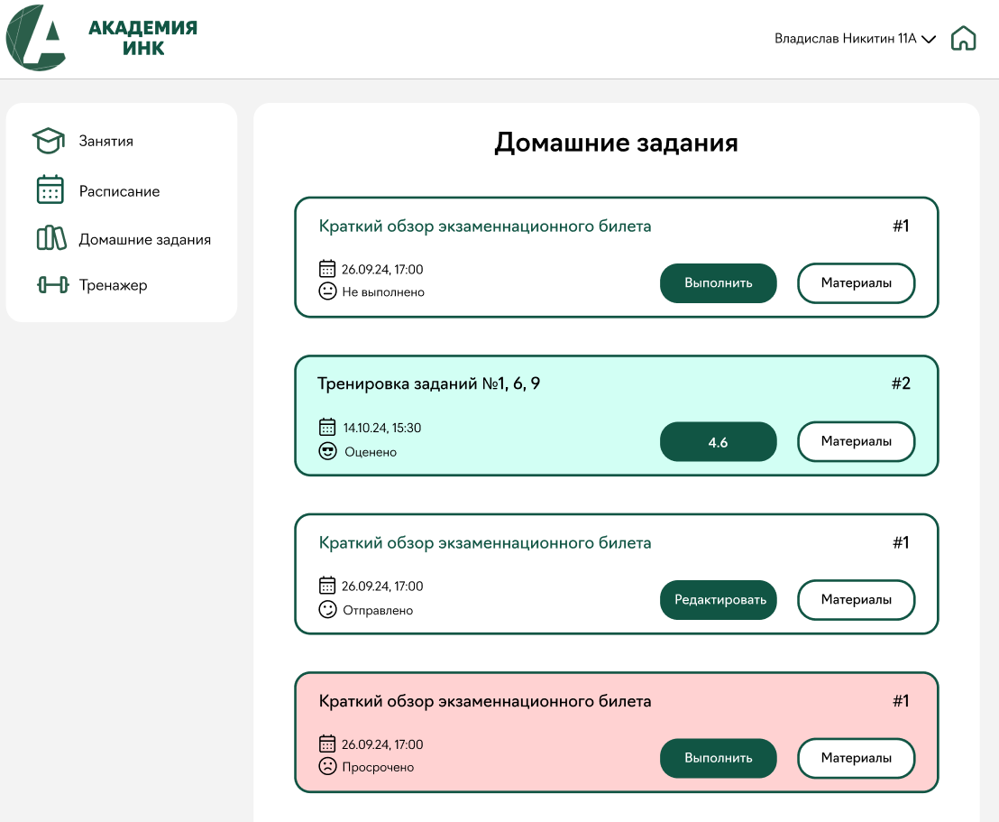 АКАДЕМИЯ
ИНК
Владислав Никитин 11А
Занятия
Расписание
Домашние задания
Тренажер
Домашние задания
Краткий обзор экзаменнационного билета #1
26.09.24, 17:00
Не выполнено
Выполнить Материалы
Тренировка заданий №1, 6, 9 #2
14.10.24, 15:30
Оценено
4.6 Материалы
Краткий обзор экзаменнационного билета #1
26.09.24, 17:00
Отправлено
Редактировать Материалы
Краткий обзор экзаменнационного билета #1
26.09.24, 17:00
Просрочено
Выполнить Материалы